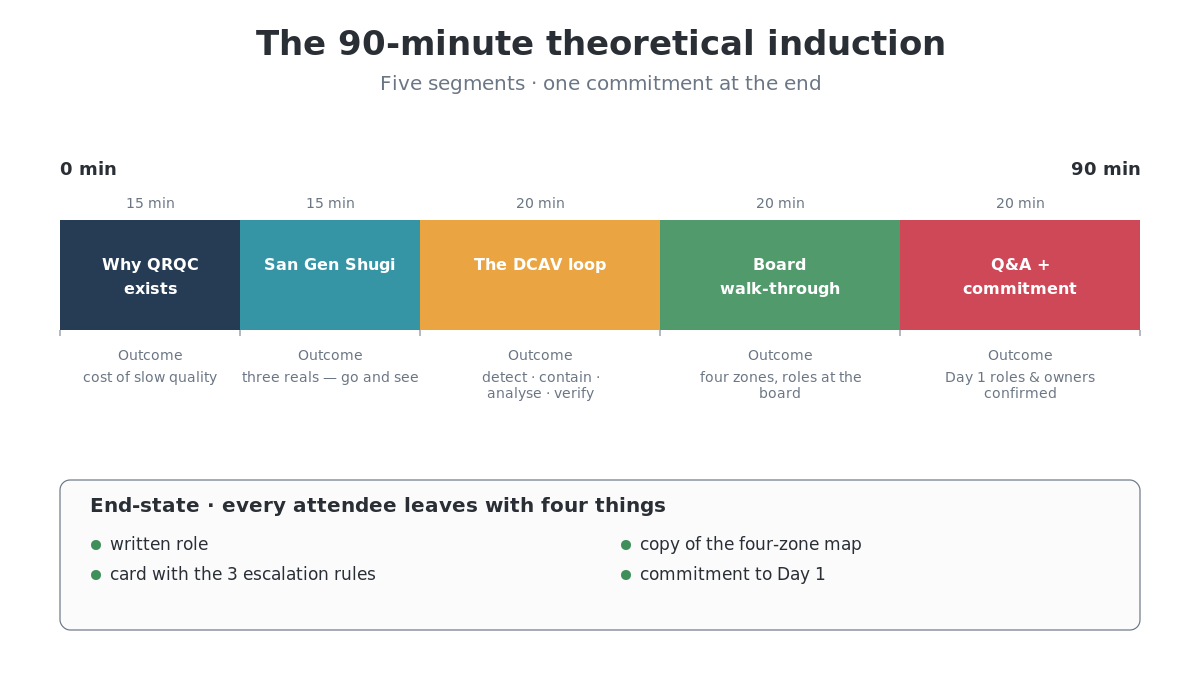 The 90-minute theoretical induction
Five segments · one commitment at the end
0 min
90 min
15 min
15 min
20 min
20 min
20 min
Why QRQC
exists
San Gen Shugi
The DCAV loop
Board
walk-through
Q&A +
commitment
Outcome
cost of slow quality
Outcome
three reals — go and see
Outcome
detect · contain ·
analyse · verify
Outcome
four zones, roles at the
board
Outcome
Day 1 roles & owners
confirmed
End-state · every attendee leaves with four things
written role
card with the 3 escalation rules
copy of the four-zone map
commitment to Day 1